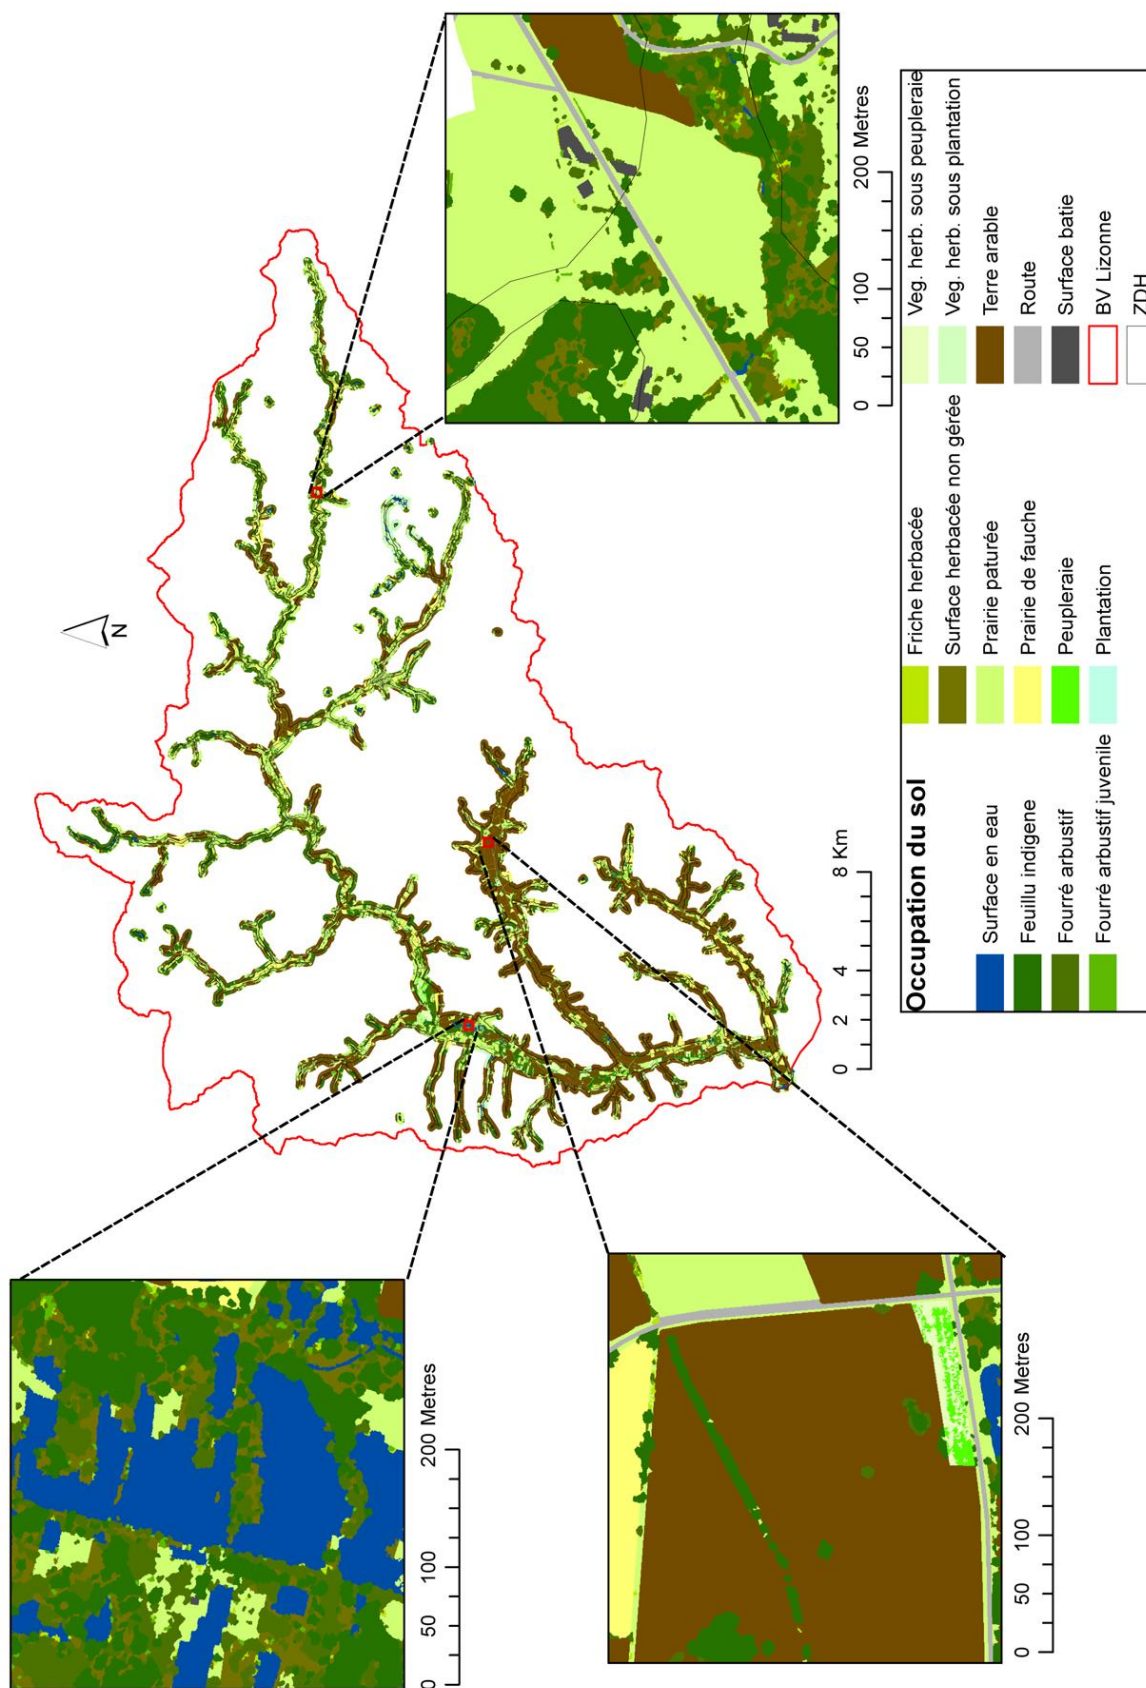 N
0 50 100 200 Metres
0 2 4 8 Km
0 50 100 200 Metres
0 50 100 200 Metres
Occupation du sol
Surface en eau
Feuillu indigene
Fourré arbustif
Fourré arbustif juvenile
Friche herbacée
Surface herbacée non gérée
Prairie paturée
Prairie de fauche
Peupleraie
Plantation
Veg. herb. sous peupleraie
Veg. herb. sous plantation
Terre arable
Route
Surface batie
BV Lizonne
ZDH